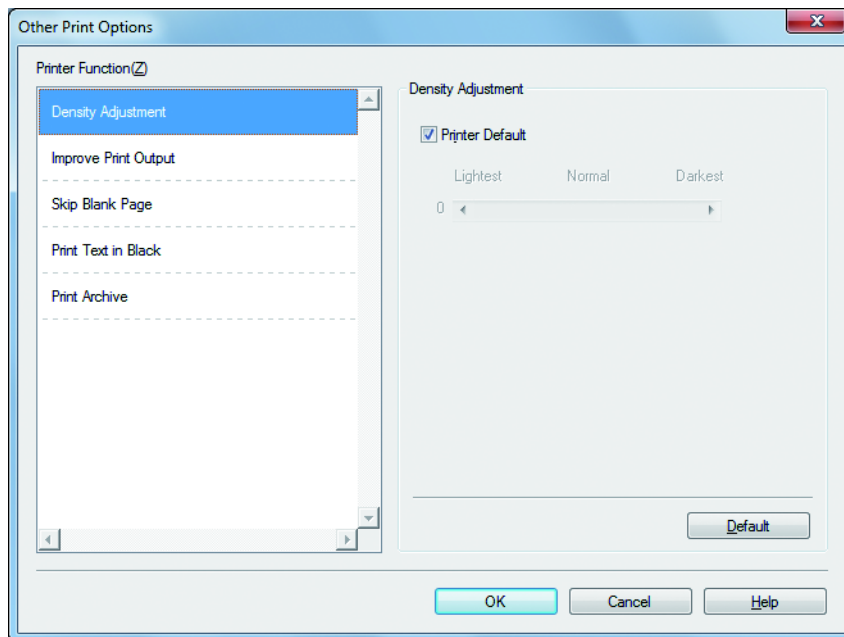 Other Print Options
Printer Function(Z)
Density Adjustment
Improve Print Output
Skip Blank Page
Print Text in Black
Print Archive
Density Adjustment
Printer Default
Lightest Normal Darkest
0
Default
OK Cancel Help